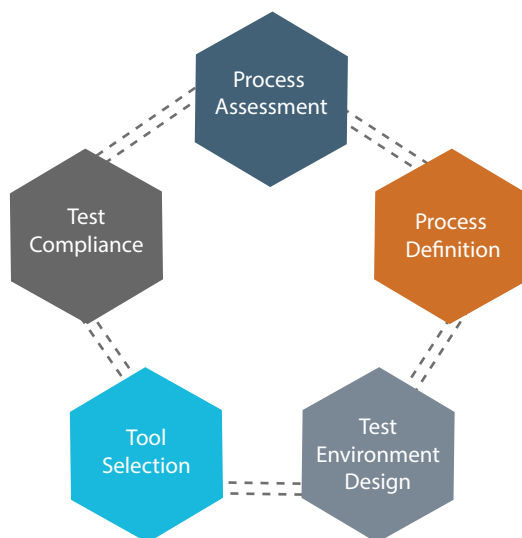 Process
Assessment
Process
Definition
Test
Environment
Design
Tool
Selection
Test
Compliance